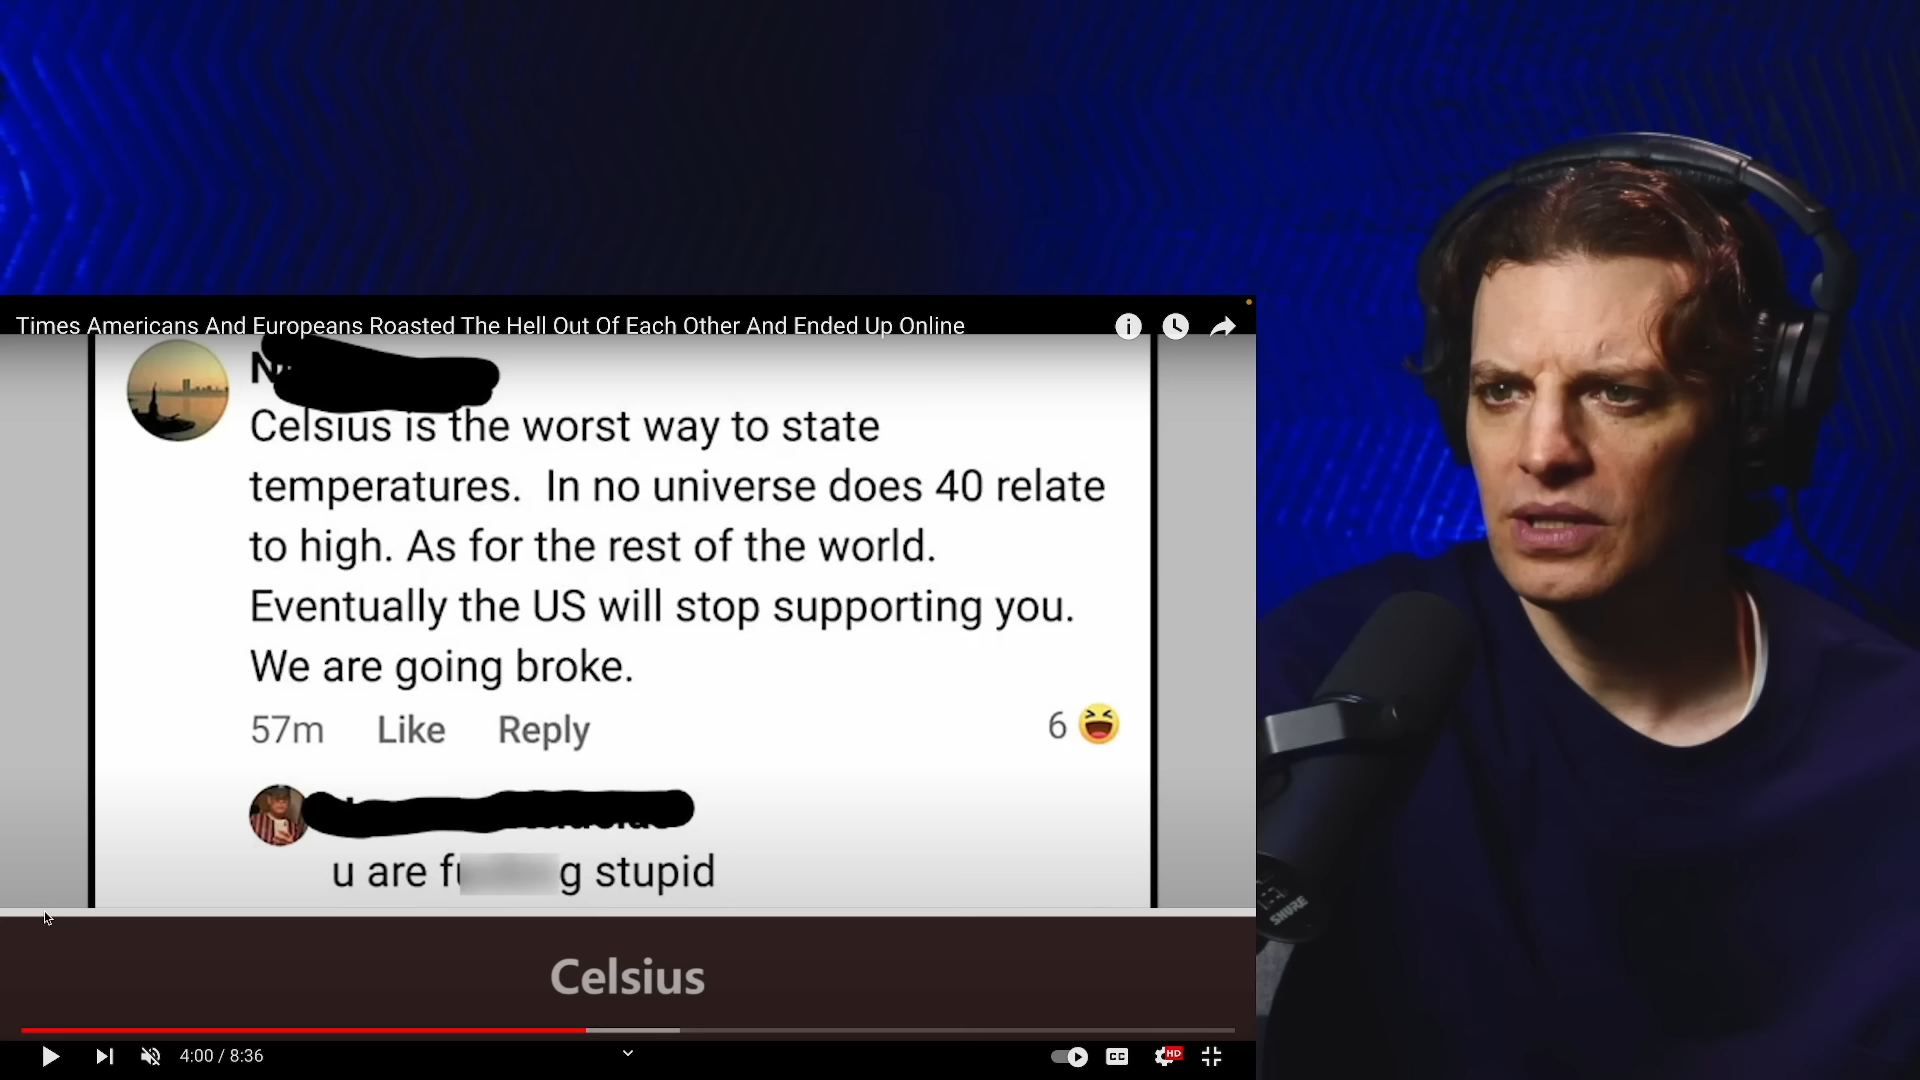 Times Americans And Europeans Roasted The Hell Out Of Each Other And Ended Up Online
Celsius is the worst way to state
temperatures. In no universe does 40 relate
to high. As for the rest of the world.
Eventually the US will stop supporting you.
We are going broke.
57m Like Reply 6
u are f g stupid
SHURE
Celsius
4:00 / 8:36
CC
HD